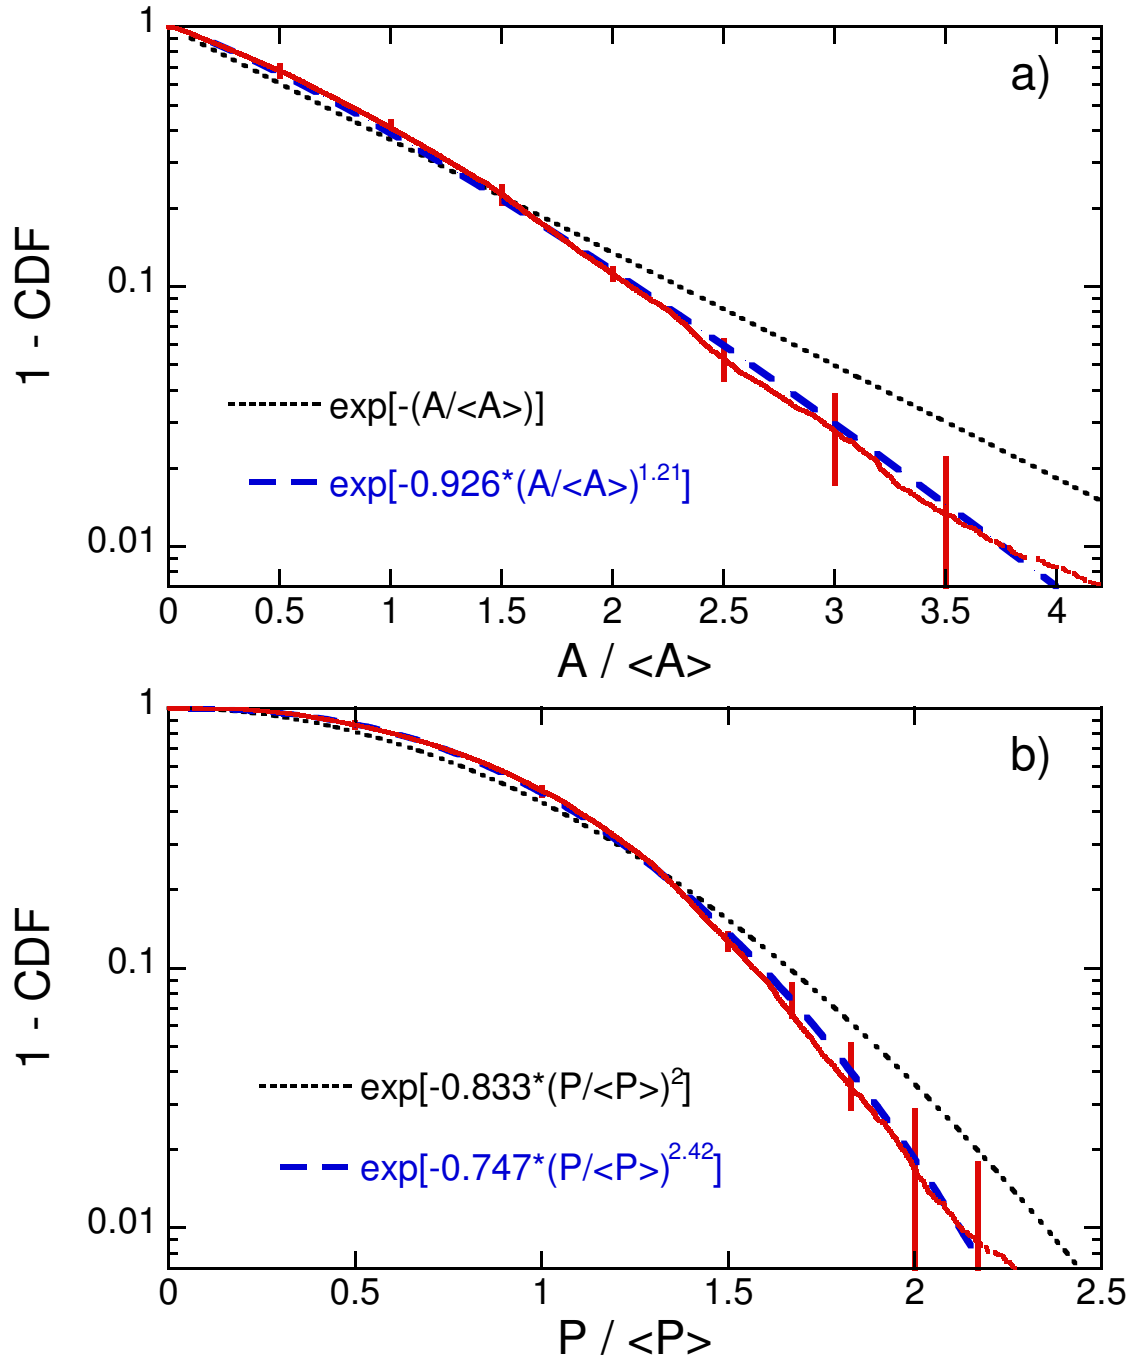 1
a)
0.1
1 - CDF
exp[-(A/<A>)]
exp[-0.926*(A/<A>)^1.21]
0.01
0 0.5 1 1.5 2 2.5 3 3.5 4
A / <A>
1
b)
0.1
1 - CDF
exp[-0.833*(P/<P>)^2]
exp[-0.747*(P/<P>)^2.42]
0.01
0 0.5 1 1.5 2 2.5
P / <P>